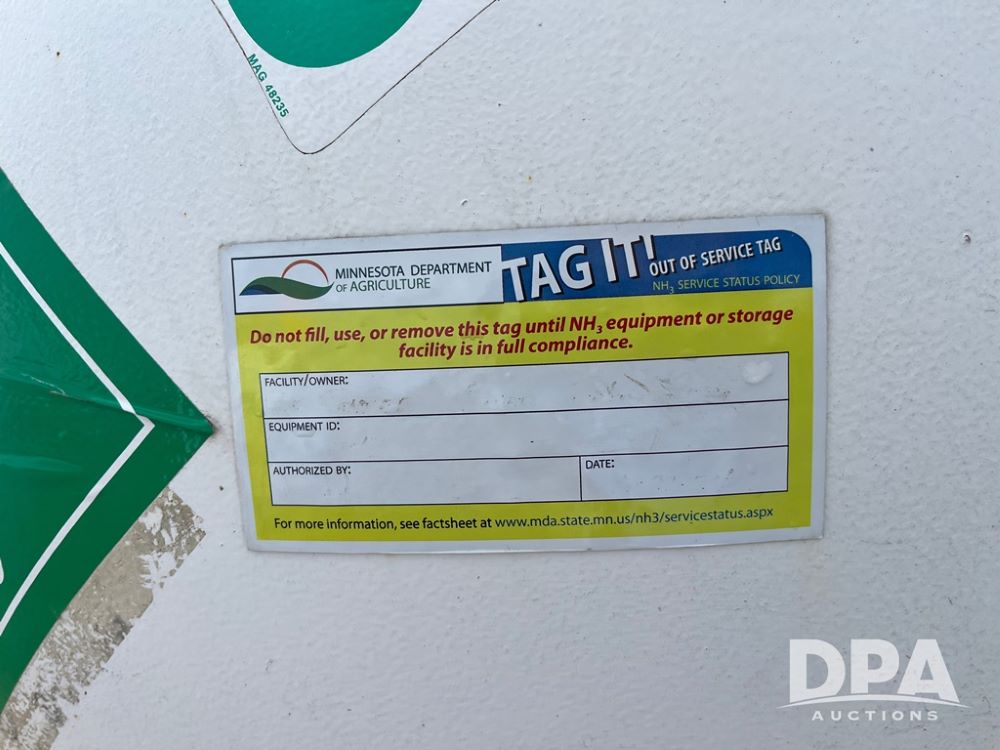 MAG 48235
MINNESOTA DEPARTMENT
OF AGRICULTURE
TAG IT!
OUT OF SERVICE TAG
NH₃ SERVICE STATUS POLICY
Do not fill, use, or remove this tag until NH₃ equipment or storage
facility is in full compliance.
FACILITY/OWNER:
EQUIPMENT ID:
AUTHORIZED BY:
DATE:
For more information, see factsheet at www.mda.state.mn.us/nh3/servicestatus.aspx
DPA
AUCTIONS